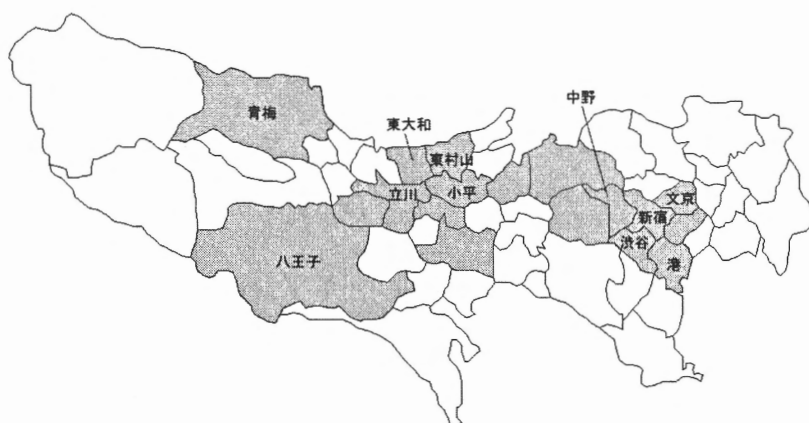 中野
東大和
青梅
東村山
立川
小平
文京
新宿
渋谷
港
八王子